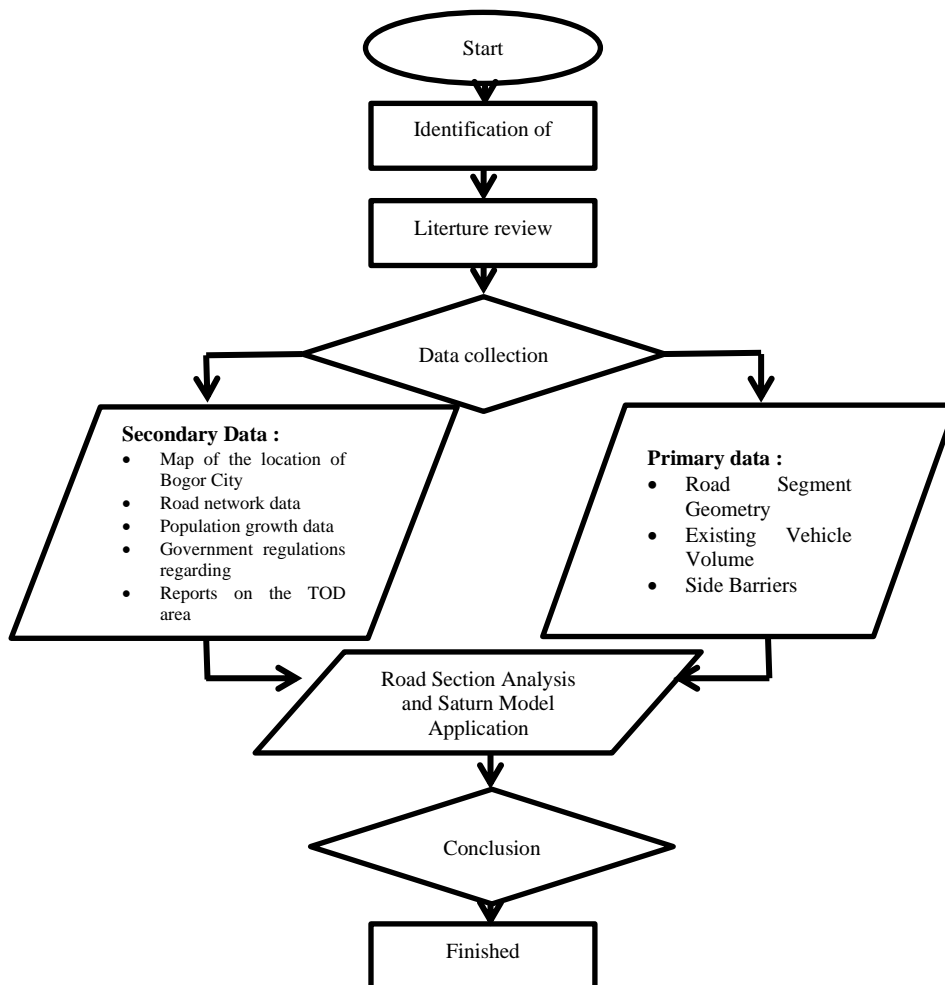 Start
Identification of
Literture review
Data collection
Secondary Data :
• Map of the location of
Bogor City
• Road network data
• Population growth data
• Government regulations
regarding
• Reports on the TOD
area
Primary data :
• Road Segment
Geometry
• Existing Vehicle
Volume
• Side Barriers
Road Section Analysis
and Saturn Model
Application
Conclusion
Finished